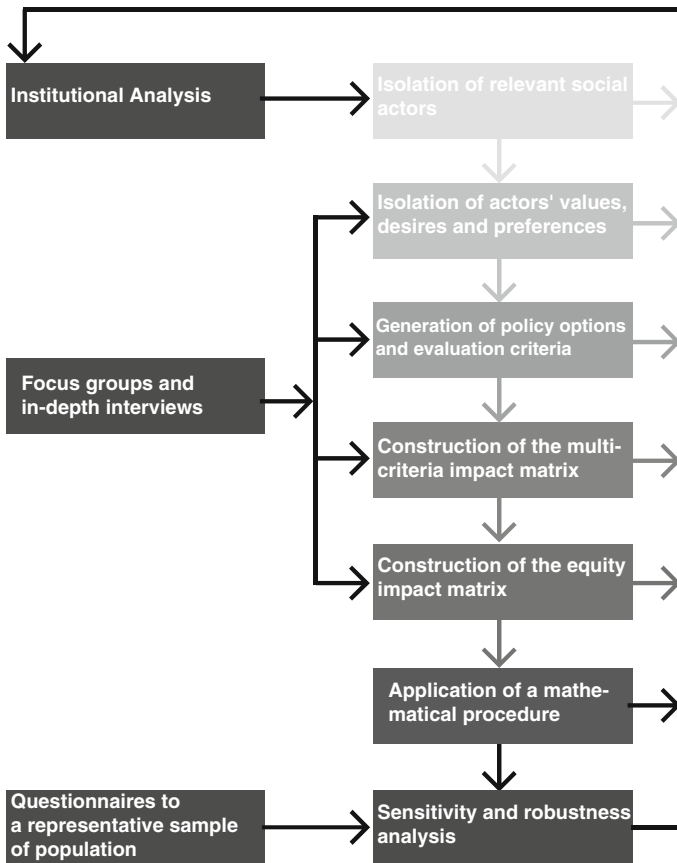 Institutional Analysis
Isolation of relevant social
actors
Isolation of actors' values,
desires and preferences
Generation of policy options
and evaluation criteria
Focus groups and
in-depth interviews
Construction of the multi-
criteria impact matrix
Construction of the equity
impact matrix
Application of a mathe-
matical procedure
Questionnaires to
a representative sample
of population
Sensitivity and robustness
analysis